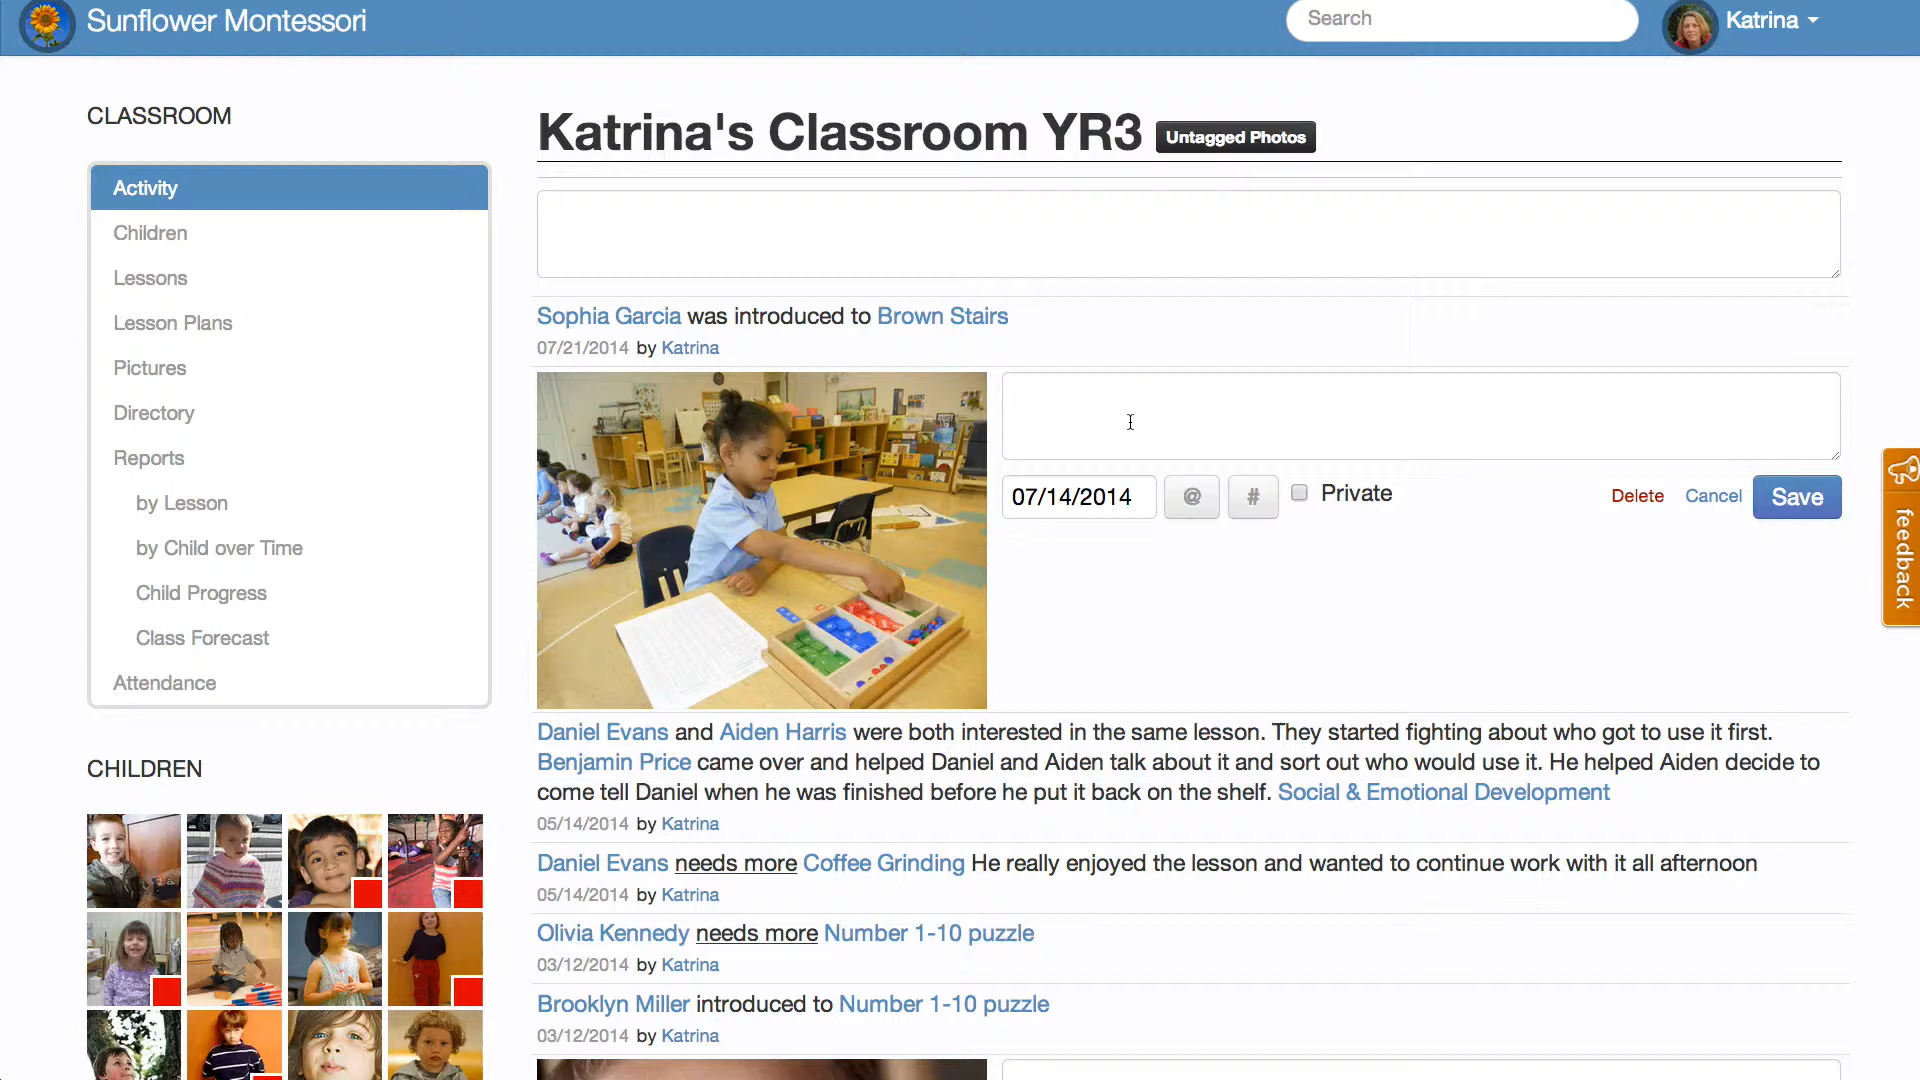 Sunflower Montessori
Search
Katrina
CLASSROOM
Activity
Children
Lessons
Lesson Plans
Pictures
Directory
Reports
by Lesson
by Child over Time
Child Progress
Class Forecast
Attendance
CHILDREN
Katrina's Classroom YR3 Untagged Photos
Sophia Garcia was introduced to Brown Stairs
07/21/2014 by Katrina
07/14/2014 @ # Private Delete Cancel Save
Daniel Evans and Aiden Harris were both interested in the same lesson. They started fighting about who got to use it first.
Benjamin Price came over and helped Daniel and Aiden talk about it and sort out who would use it. He helped Aiden decide to
come tell Daniel when he was finished before he put it back on the shelf. Social & Emotional Development
05/14/2014 by Katrina
Daniel Evans needs more Coffee Grinding He really enjoyed the lesson and wanted to continue work with it all afternoon
05/14/2014 by Katrina
Olivia Kennedy needs more Number 1-10 puzzle
03/12/2014 by Katrina
Brooklyn Miller introduced to Number 1-10 puzzle
03/12/2014 by Katrina
feedback